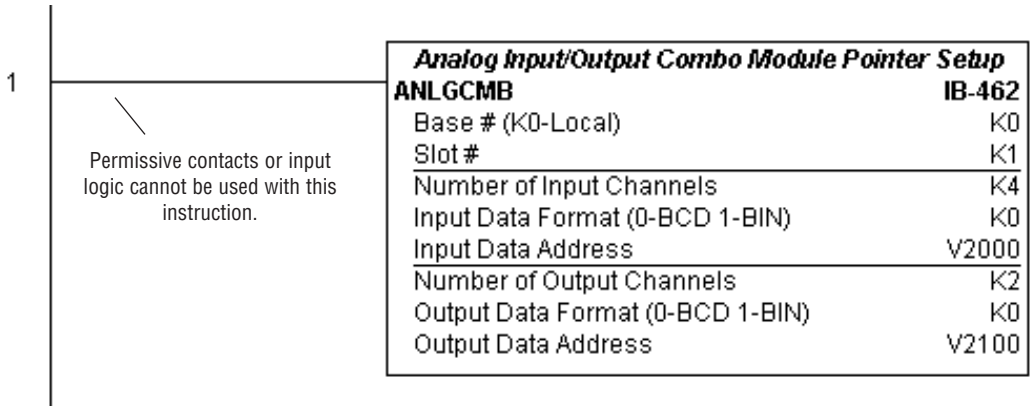 1
Permissive contacts or input
logic cannot be used with this
instruction.
Analog Input/Output Combo Module Pointer Setup
ANLGCMB IB-462
Base # (K0-Local) K0
Slot # K1
Number of Input Channels K4
Input Data Format (0-BCD 1-BIN) K0
Input Data Address V2000
Number of Output Channels K2
Output Data Format (0-BCD 1-BIN) K0
Output Data Address V2100